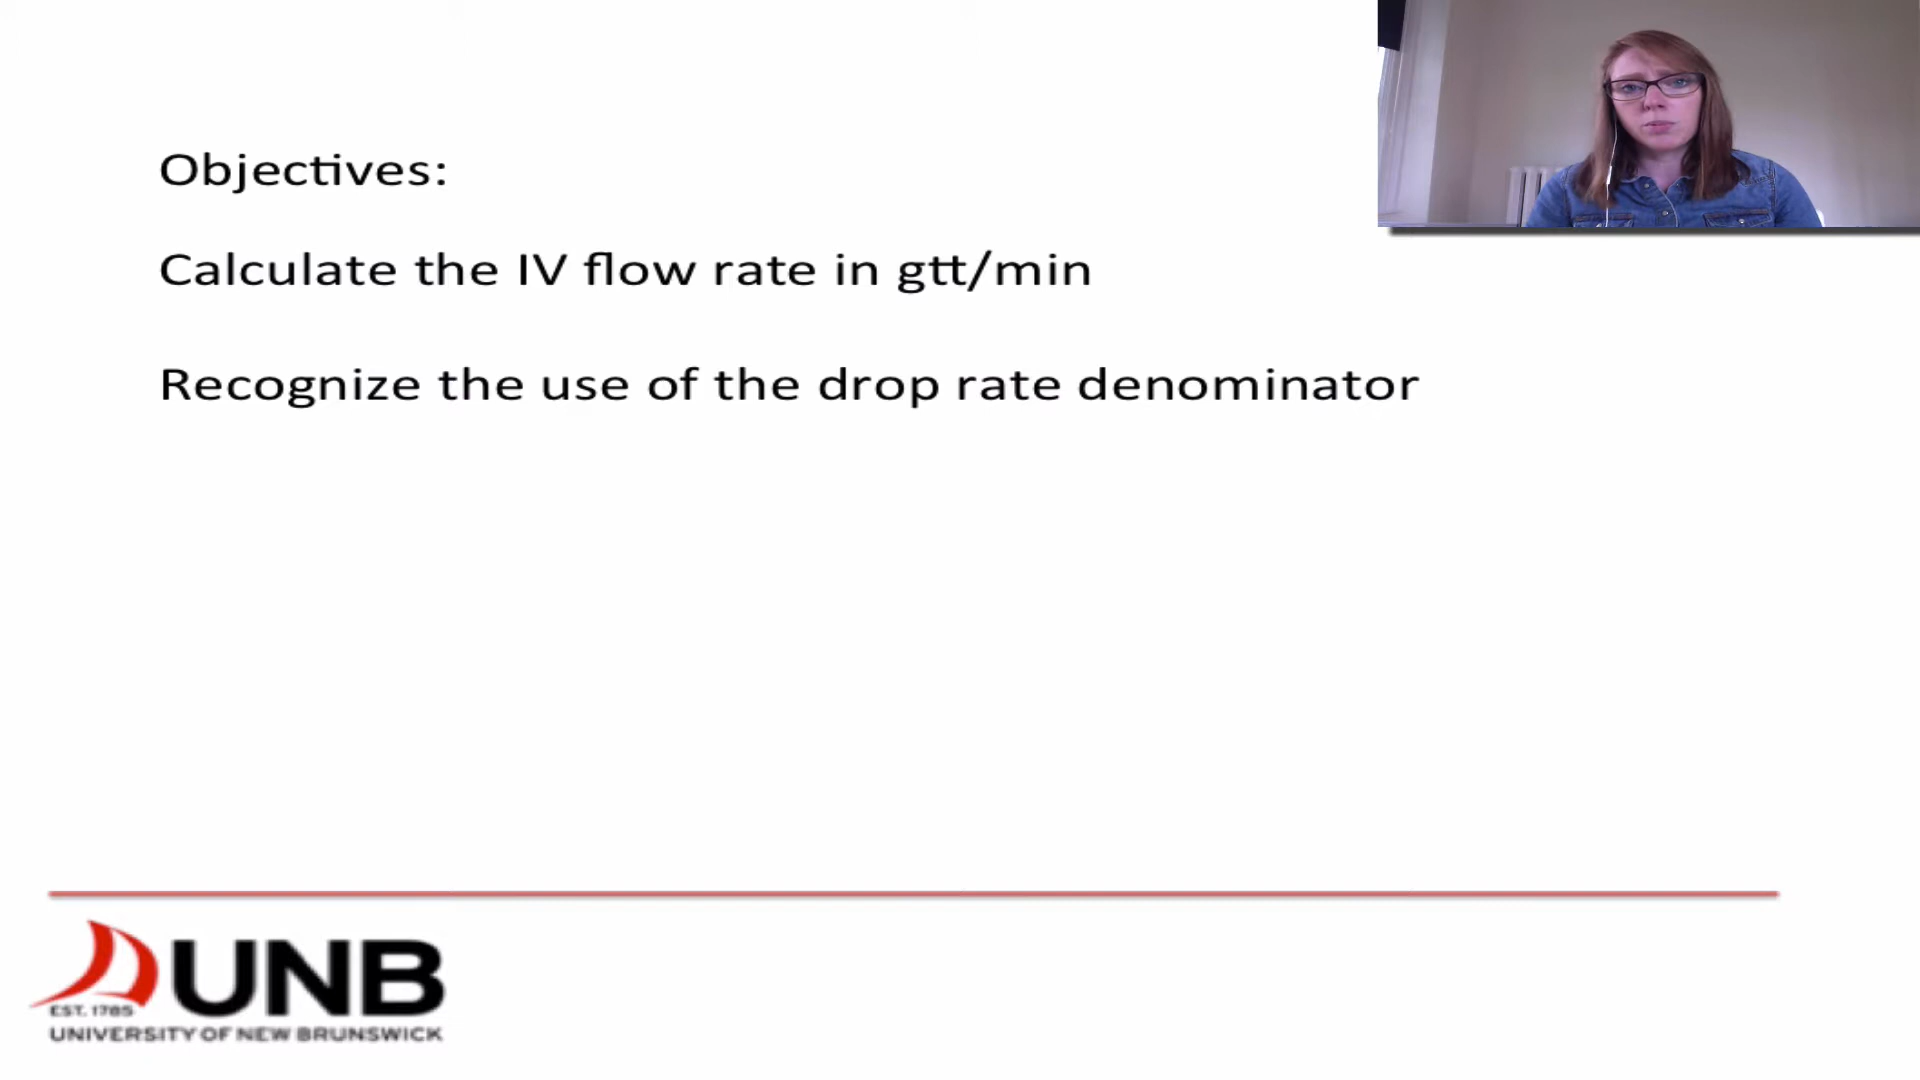 Objectives:
Calculate the IV flow rate in gtt/min
Recognize the use of the drop rate denominator
UNB
EST. 1785
UNIVERSITY OF NEW BRUNSWICK